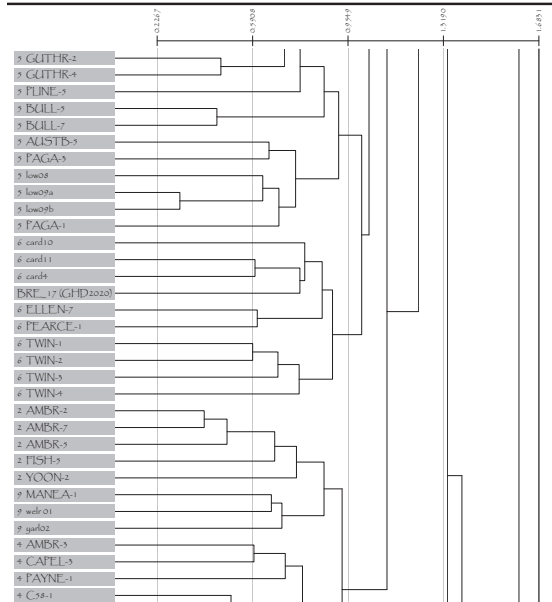 0.2267
0.5908
0.9549
1.3190
1.6831
5 GUTHR-2
5 GUTHR-4
5 PUNE-5
5 BULL-5
5 BULL-7
5 AUSTB-5
5 PAGA-3
5 low08
5 low09a
5 low09b
5 PAGA-1
6 card10
6 card11
6 card4
BRE_17 (GHD2020)
6 ELLEN-7
6 PEARCE-1
6 TWIN-1
6 TWIN-2
6 TWIN-3
6 TWIN-4
2 AMBR-2
2 AMBR-7
2 AMBR-5
2 FISH-5
2 YOON-2
9 MANEA-1
9 welr 01
9 yarl02
4 AMBR-3
4 CAPEL-3
4 PAYNE-1
4 C58-1